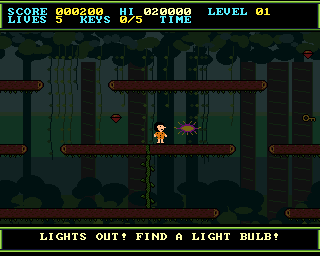 SCORE 000200 HI 020000 LEVEL 01
LIVES 5 KEYS 0/5 TIME
LIGHTS OUT! FIND A LIGHT BULB!